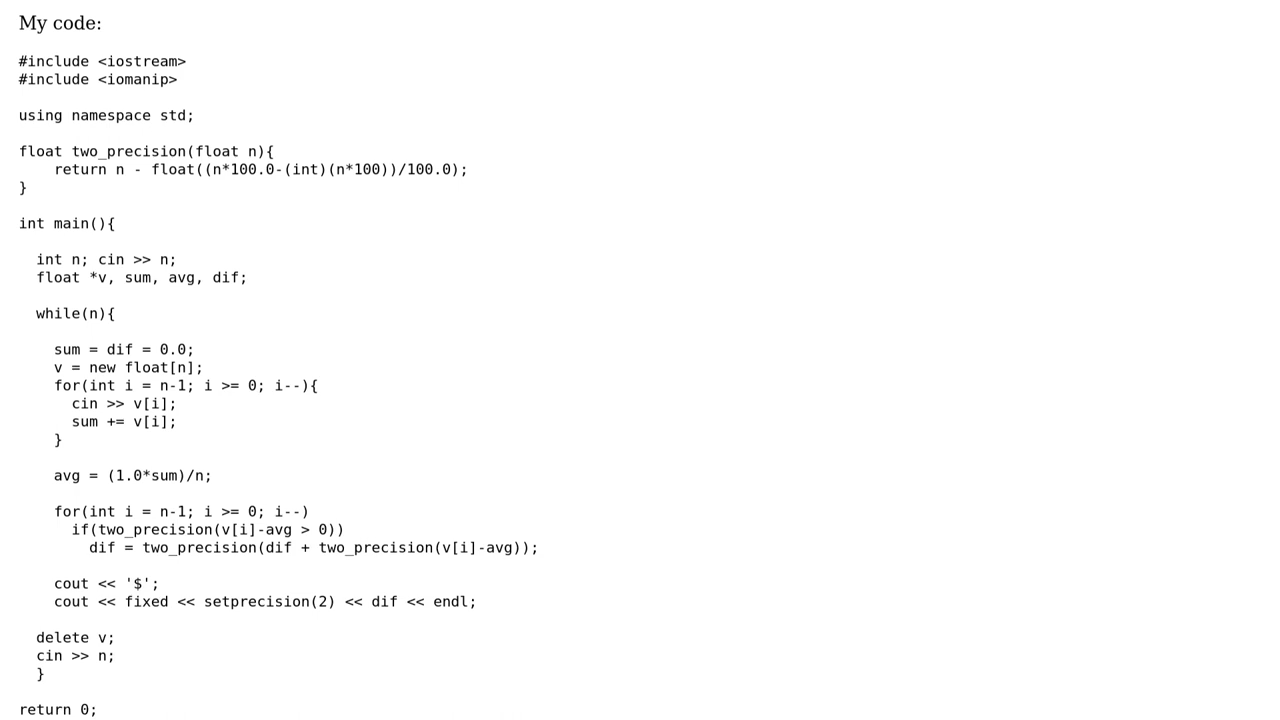 My code:
#include <iostream>
#include <iomanip>
using namespace std;
float two_precision(float n){
    return n - float((n*100.0-(int)(n*100))/100.0);
}
int main(){
  int n; cin >> n;
  float *v, sum, avg, dif;
  while(n){
    sum = dif = 0.0;
    v = new float[n];
    for(int i = n-1; i >= 0; i--){
      cin >> v[i];
      sum += v[i];
    }
    avg = (1.0*sum)/n;
    for(int i = n-1; i >= 0; i--)
      if(two_precision(v[i]-avg > 0))
        dif = two_precision(dif + two_precision(v[i]-avg));
    cout << '$';
    cout << fixed << setprecision(2) << dif << endl;
  delete v;
  cin >> n;
  }
return 0;